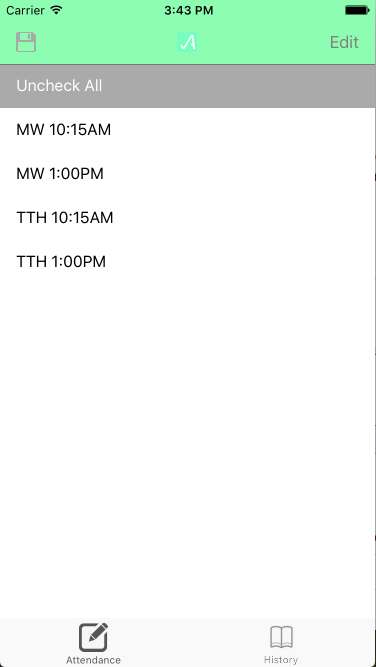 Carrier 3:43 PM
Edit
Uncheck All
MW 10:15AM
MW 1:00PM
TTH 10:15AM
TTH 1:00PM
Attendance History